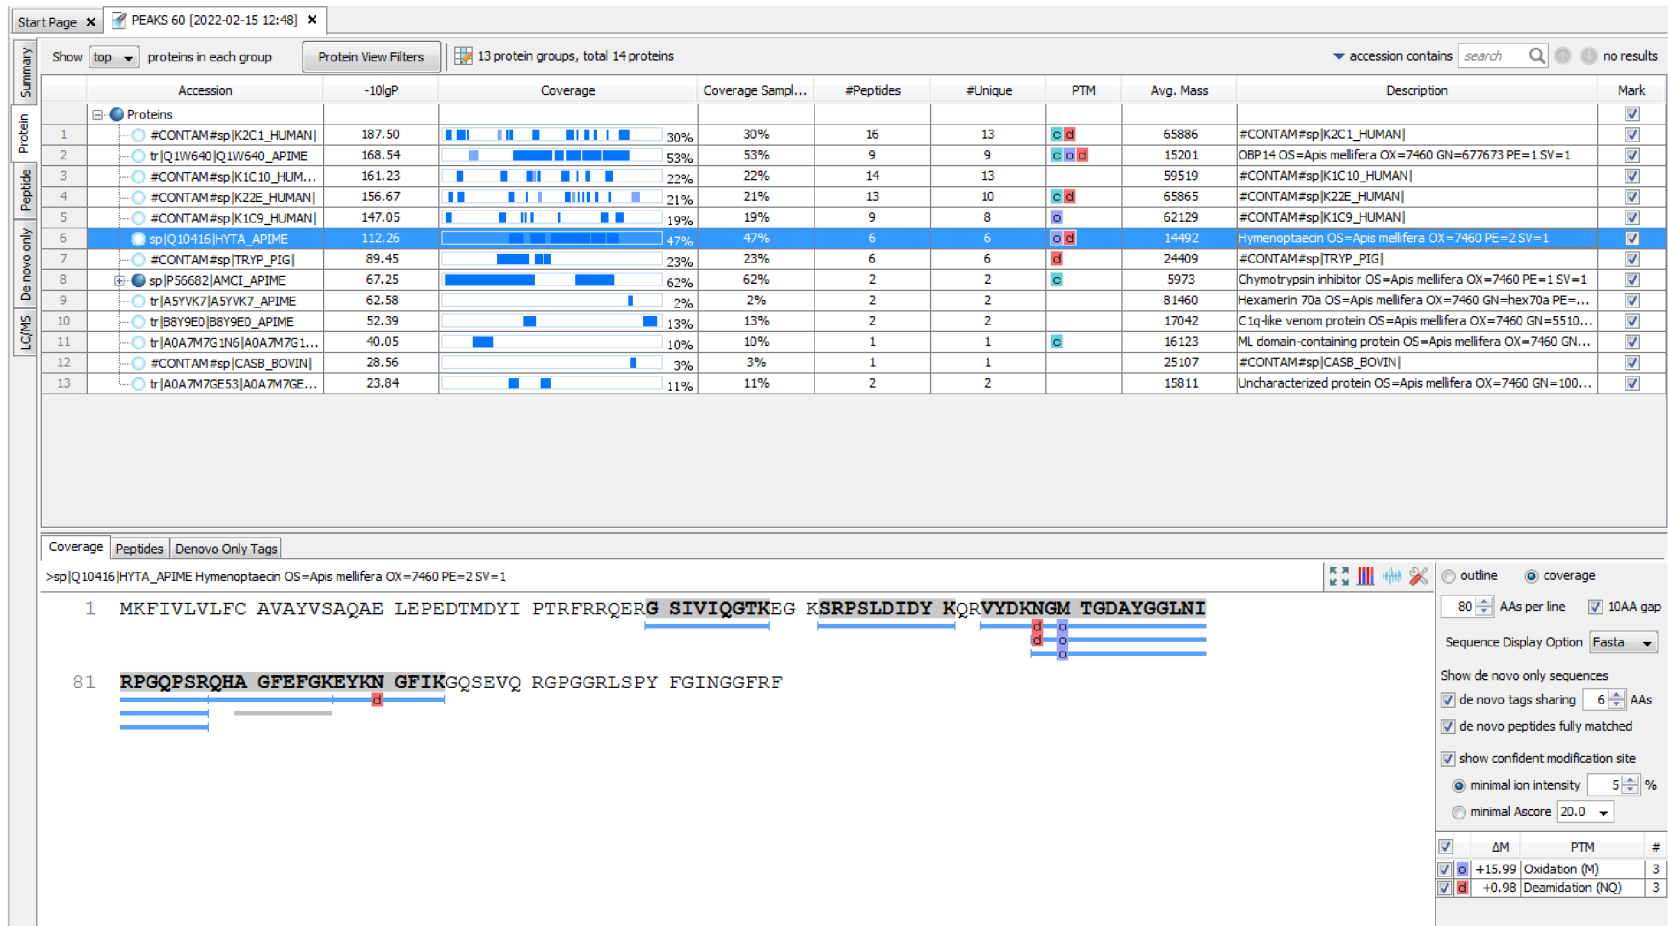 Start Page
PEAKS 60 [2022-02-15 12:48]
Summary
Protein
Peptide
De novo only
LC/MS
Show top proteins in each group Protein View Filters 13 protein groups, total 14 proteins accession contains search no results
Accession -10lgP Coverage Coverage Sampl... #Peptides #Unique PTM Avg. Mass Description Mark
Proteins
1 #CONTAM#sp|K2C1_HUMAN| 187.50 30% 30% 16 13 c d 65886 #CONTAM#sp|K2C1_HUMAN|
2 tr|Q1W640|Q1W640_APIME 168.54 53% 53% 9 9 c o d 15201 OBP14 OS=Apis mellifera OX=7460 GN=677673 PE=1 SV=1
3 #CONTAM#sp|K1C10_HUM... 161.23 22% 22% 14 13 59519 #CONTAM#sp|K1C10_HUMAN|
4 #CONTAM#sp|K22E_HUMAN| 156.67 21% 21% 13 10 c d 65865 #CONTAM#sp|K22E_HUMAN|
5 #CONTAM#sp|K1C9_HUMAN| 147.05 19% 19% 9 8 o 62129 #CONTAM#sp|K1C9_HUMAN|
6 sp|Q10416|HYTA_APIME 112.26 47% 47% 6 6 o d 14492 Hymenoptaecin OS=Apis mellifera OX=7460 PE=2 SV=1
7 #CONTAM#sp|TRYP_PIG| 89.45 23% 23% 6 6 d 24409 #CONTAM#sp|TRYP_PIG|
8 sp|P56682|AMCI_APIME 67.25 62% 62% 2 2 c 5973 Chymotrypsin inhibitor OS=Apis mellifera OX=7460 PE=1 SV=1
9 tr|A5YVK7|A5YVK7_APIME 62.58 2% 2% 2 2 81460 Hexamerin 70a OS=Apis mellifera OX=7460 GN=hex70a PE=...
10 tr|B8Y9E0|B8Y9E0_APIME 52.39 13% 13% 2 2 17042 C1q-like venom protein OS=Apis mellifera OX=7460 GN=5510...
11 tr|A0A7M7G1N6|A0A7M7G1... 40.05 10% 10% 1 1 c 16123 ML domain-containing protein OS=Apis mellifera OX=7460 GN...
12 #CONTAM#sp|CASB_BOVIN| 28.56 3% 3% 1 1 25107 #CONTAM#sp|CASB_BOVIN|
13 tr|A0A7M7GE53|A0A7M7GE... 23.84 11% 11% 2 2 15811 Uncharacterized protein OS=Apis mellifera OX=7460 GN=100...
Coverage Peptides Denovo Only Tags
>sp|Q10416|HYTA_APIME Hymenoptaecin OS=Apis mellifera OX=7460 PE=2 SV=1
1 MKFIVLVLFC AVAYVSAQAE LEPEDTMDYI PTRFRRQERG SIVIQGTKEG KSRPSLDIDY KQRVYDKNGM TGDAYGGLNI
d o
d o
o
81 RPGQPSRQHA GFEFGKEYKN GFIKGQSEVQ RGPGGRLSPY FGINGGFRF
d
outline coverage
80 AAs per line 10AA gap
Sequence Display Option Fasta
Show de novo only sequences
de novo tags sharing 6 AAs
de novo peptides fully matched
show confident modification site
minimal ion intensity 5 %
minimal Ascore 20.0
ΔM PTM #
o +15.99 Oxidation (M) 3
d +0.98 Deamidation (NQ) 3